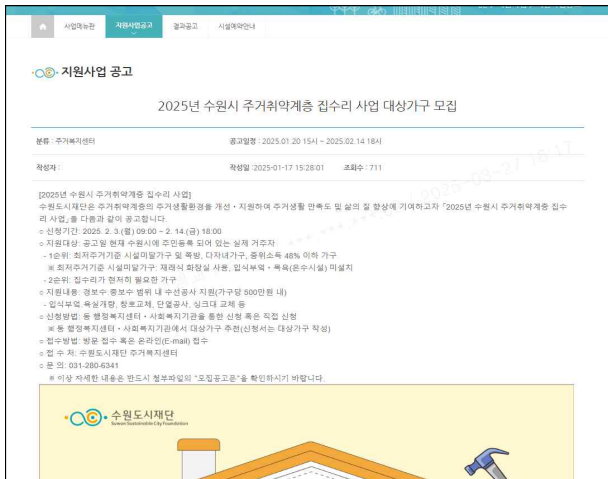 사업메뉴판 지원사업공고 결과공고 시설예약안내
지원사업 공고
2025년 수원시 주거취약계층 집수리 사업 대상가구 모집
분류 : 주거복지센터 공고일정 : 2025.01.20 15시 ~ 2025.02.14 18시
작성자 : 작성일 :2025-01-17 15:28:01 조회수 : 711
[2025년 수원시 주거취약계층 집수리 사업]
수원도시재단은 주거취약계층의 주거생활환경을 개선・지원하여 주거생활 만족도 및 삶의 질 향상에 기여하고자 「2025년 수원시 주거취약계층 집수리 사업」을 다음과 같이 공고합니다.
○ 신청기간: 2025. 2. 3.(월) 09:00 ~ 2. 14.(금) 18:00
○ 지원대상: 공고일 현재 수원시에 주민등록 되어 있는 실제 거주자
- 1순위: 최저주거기준 시설미달가구 및 쪽방, 다자녀가구, 중위소득 48% 이하 가구
※ 최저주거기준 시설미달가구: 재래식 화장실 사용, 입식부엌・목욕(온수시설) 미설치
- 2순위: 집수리가 현저히 필요한 가구
○ 지원내용: 경보수・중보수 범위 내 수선공사 지원(가구당 500만원 내)
- 입식부엌, 욕실개량, 창호교체, 단열공사, 싱크대 교체 등
○ 신청방법: 동 행정복지센터・사회복지기관을 통한 신청 혹은 직접 신청
※ 동 행정복지센터・사회복지기관에서 대상가구 추천(신청서는 대상가구 작성)
○ 접수방법: 방문 접수 혹은 온라인(E-mail) 접수
○ 접 수 처: 수원도시재단 주거복지센터
○ 문 의: 031-280-6341
※ 이상 자세한 내용은 반드시 첨부파일의 "모집공고문"을 확인하시기 바랍니다.
수원도시재단
Suwon Sustainable City Foundation